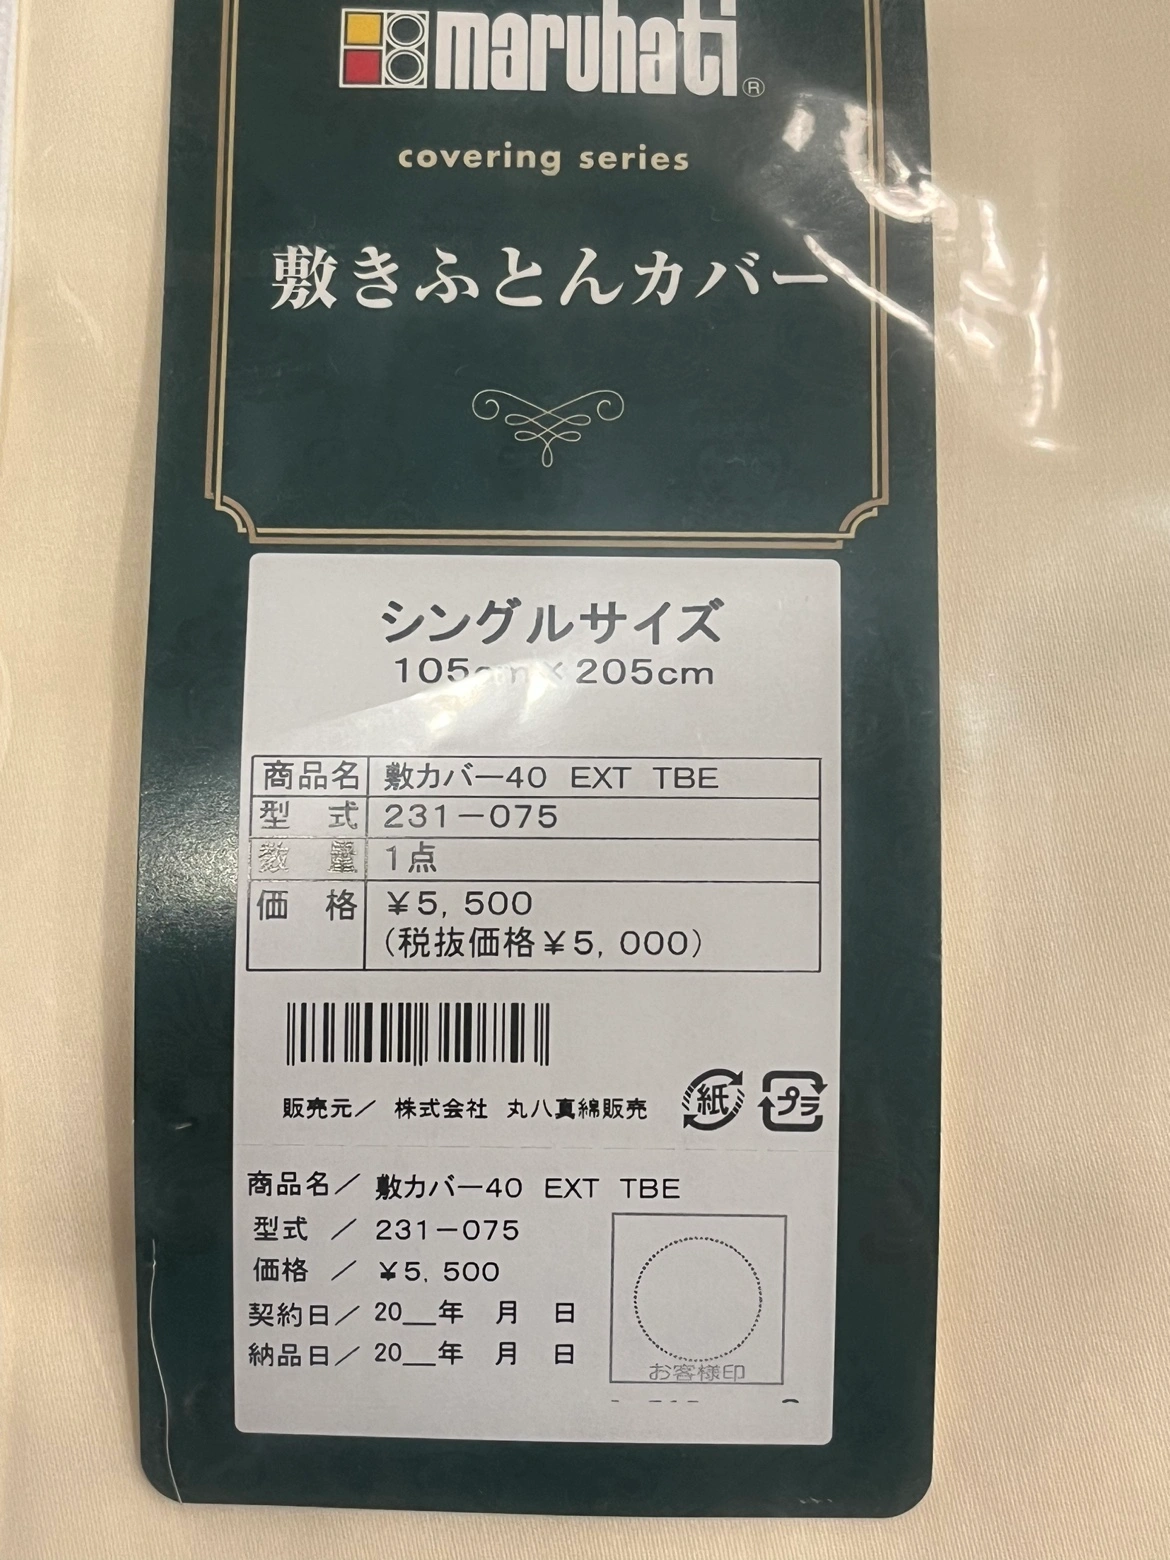 maruhati®
covering series
敷きふとんカバー
シングルサイズ
105cm×205cm
商品名 敷カバー40 EXT TBE
型 式 231-075
数 量 1点
価 格 ¥5,500
(税抜価格¥5,000)
販売元/ 株式会社 丸八真綿販売 紙 プラ
商品名/ 敷カバー40 EXT TBE
型式 / 231-075
価格 / ¥5,500
契約日/ 20__年 月 日
納品日/ 20__年 月 日
お客様印